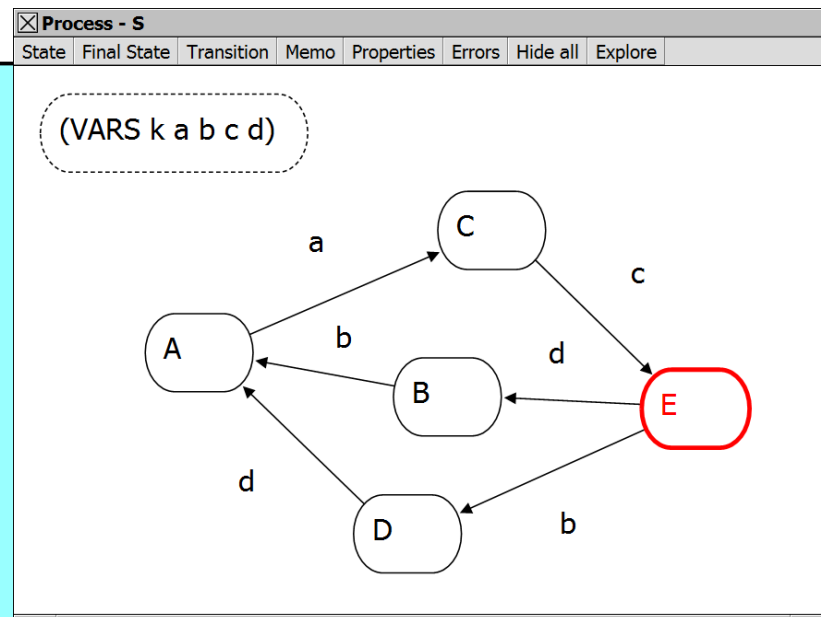 Process - S
State Final State Transition Memo Properties Errors Hide all Explore
(VARS k a b c d)
C
a
c
A
b
d
B
E
d
D
b